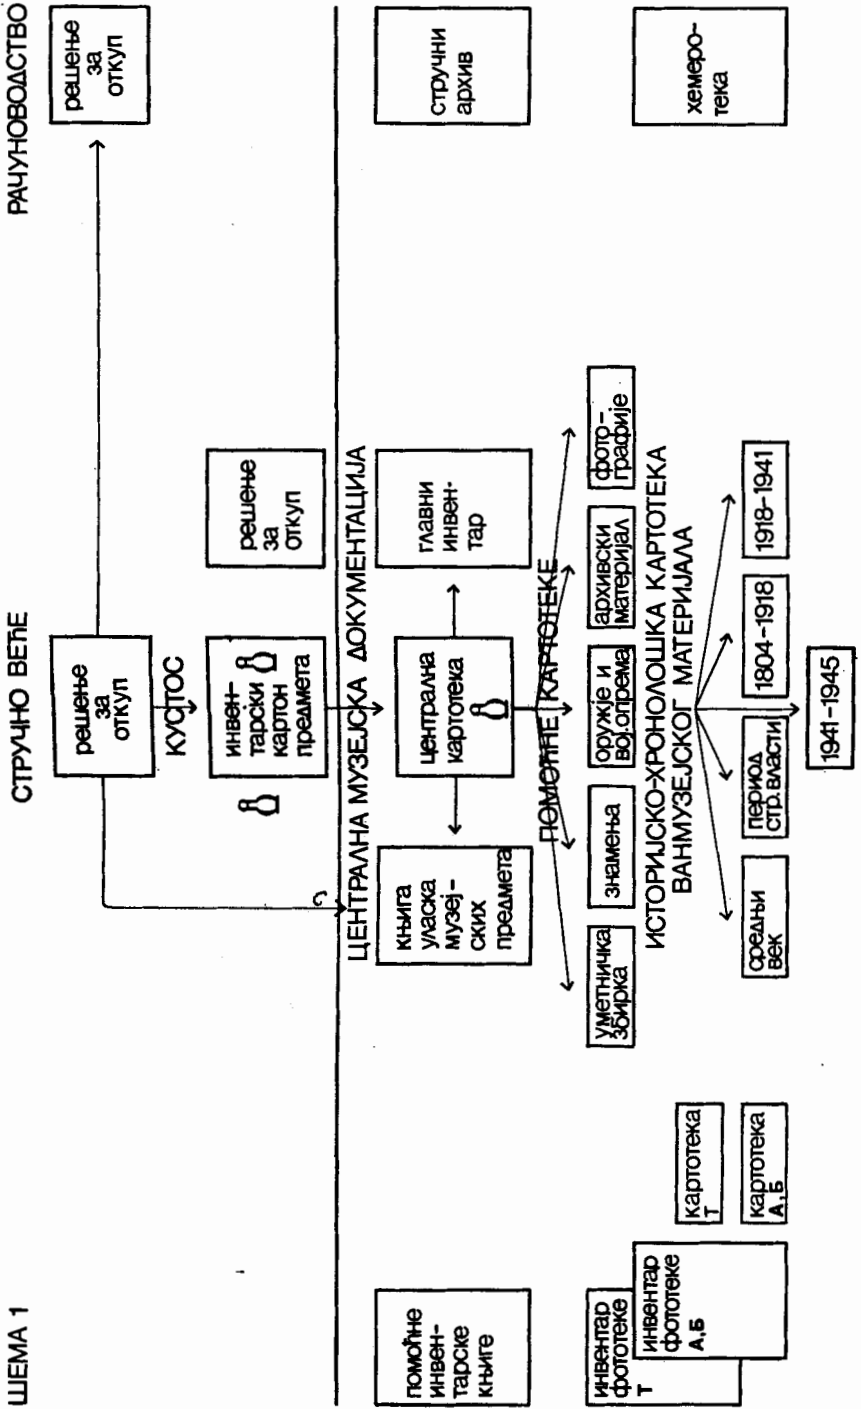 ШЕМА 1
СТРУЧНО ВЕЋЕ
РАЧУНОВОДСТВО
решење
за
откуп
решење
за
откуп
КУСТОС
инвен-
тарски
картон
предмета
решење
за
откуп
ЦЕНТРАЛНА МУЗЕЈСКА ДОКУМЕНТАЦИЈА
помоћне
инвен-
тарске
књиге
књига
уласка
музеј-
ских
предмета
централна
картотека
главни
инвен-
тар
стручни
архив
ПОМОЋНЕ КАРТОТЕКЕ
инвентар
фототеке
Т
инвентар
фототеке
А,Б
картотека
Т
картотека
А,Б
уметничка
збирка
знамења
оружје и
вој.опрема
архивски
материјал
фото-
графије
хемеро-
тека
ИСТОРИЈСКО-ХРОНОЛОШКА КАРТОТЕКА
ВАНМУЗЕЈСКОГ МАТЕРИЈАЛА
средњи
век
период
стр.власти
1804-1918
1918-1941
1941-1945